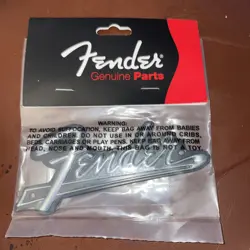 Fender
Genuine Parts
WARNING:
TO AVOID SUFFOCATION, KEEP BAG AWAY FROM BABIES
AND CHILDREN. DO NOT USE IN OR AROUND CRIBS,
BEDS, CARRIAGES OR PLAY PENS. KEEP BAG AWAY FROM
HEAD, NOSE AND MOUTH. THIS BAG IS NOT A TOY
Fender